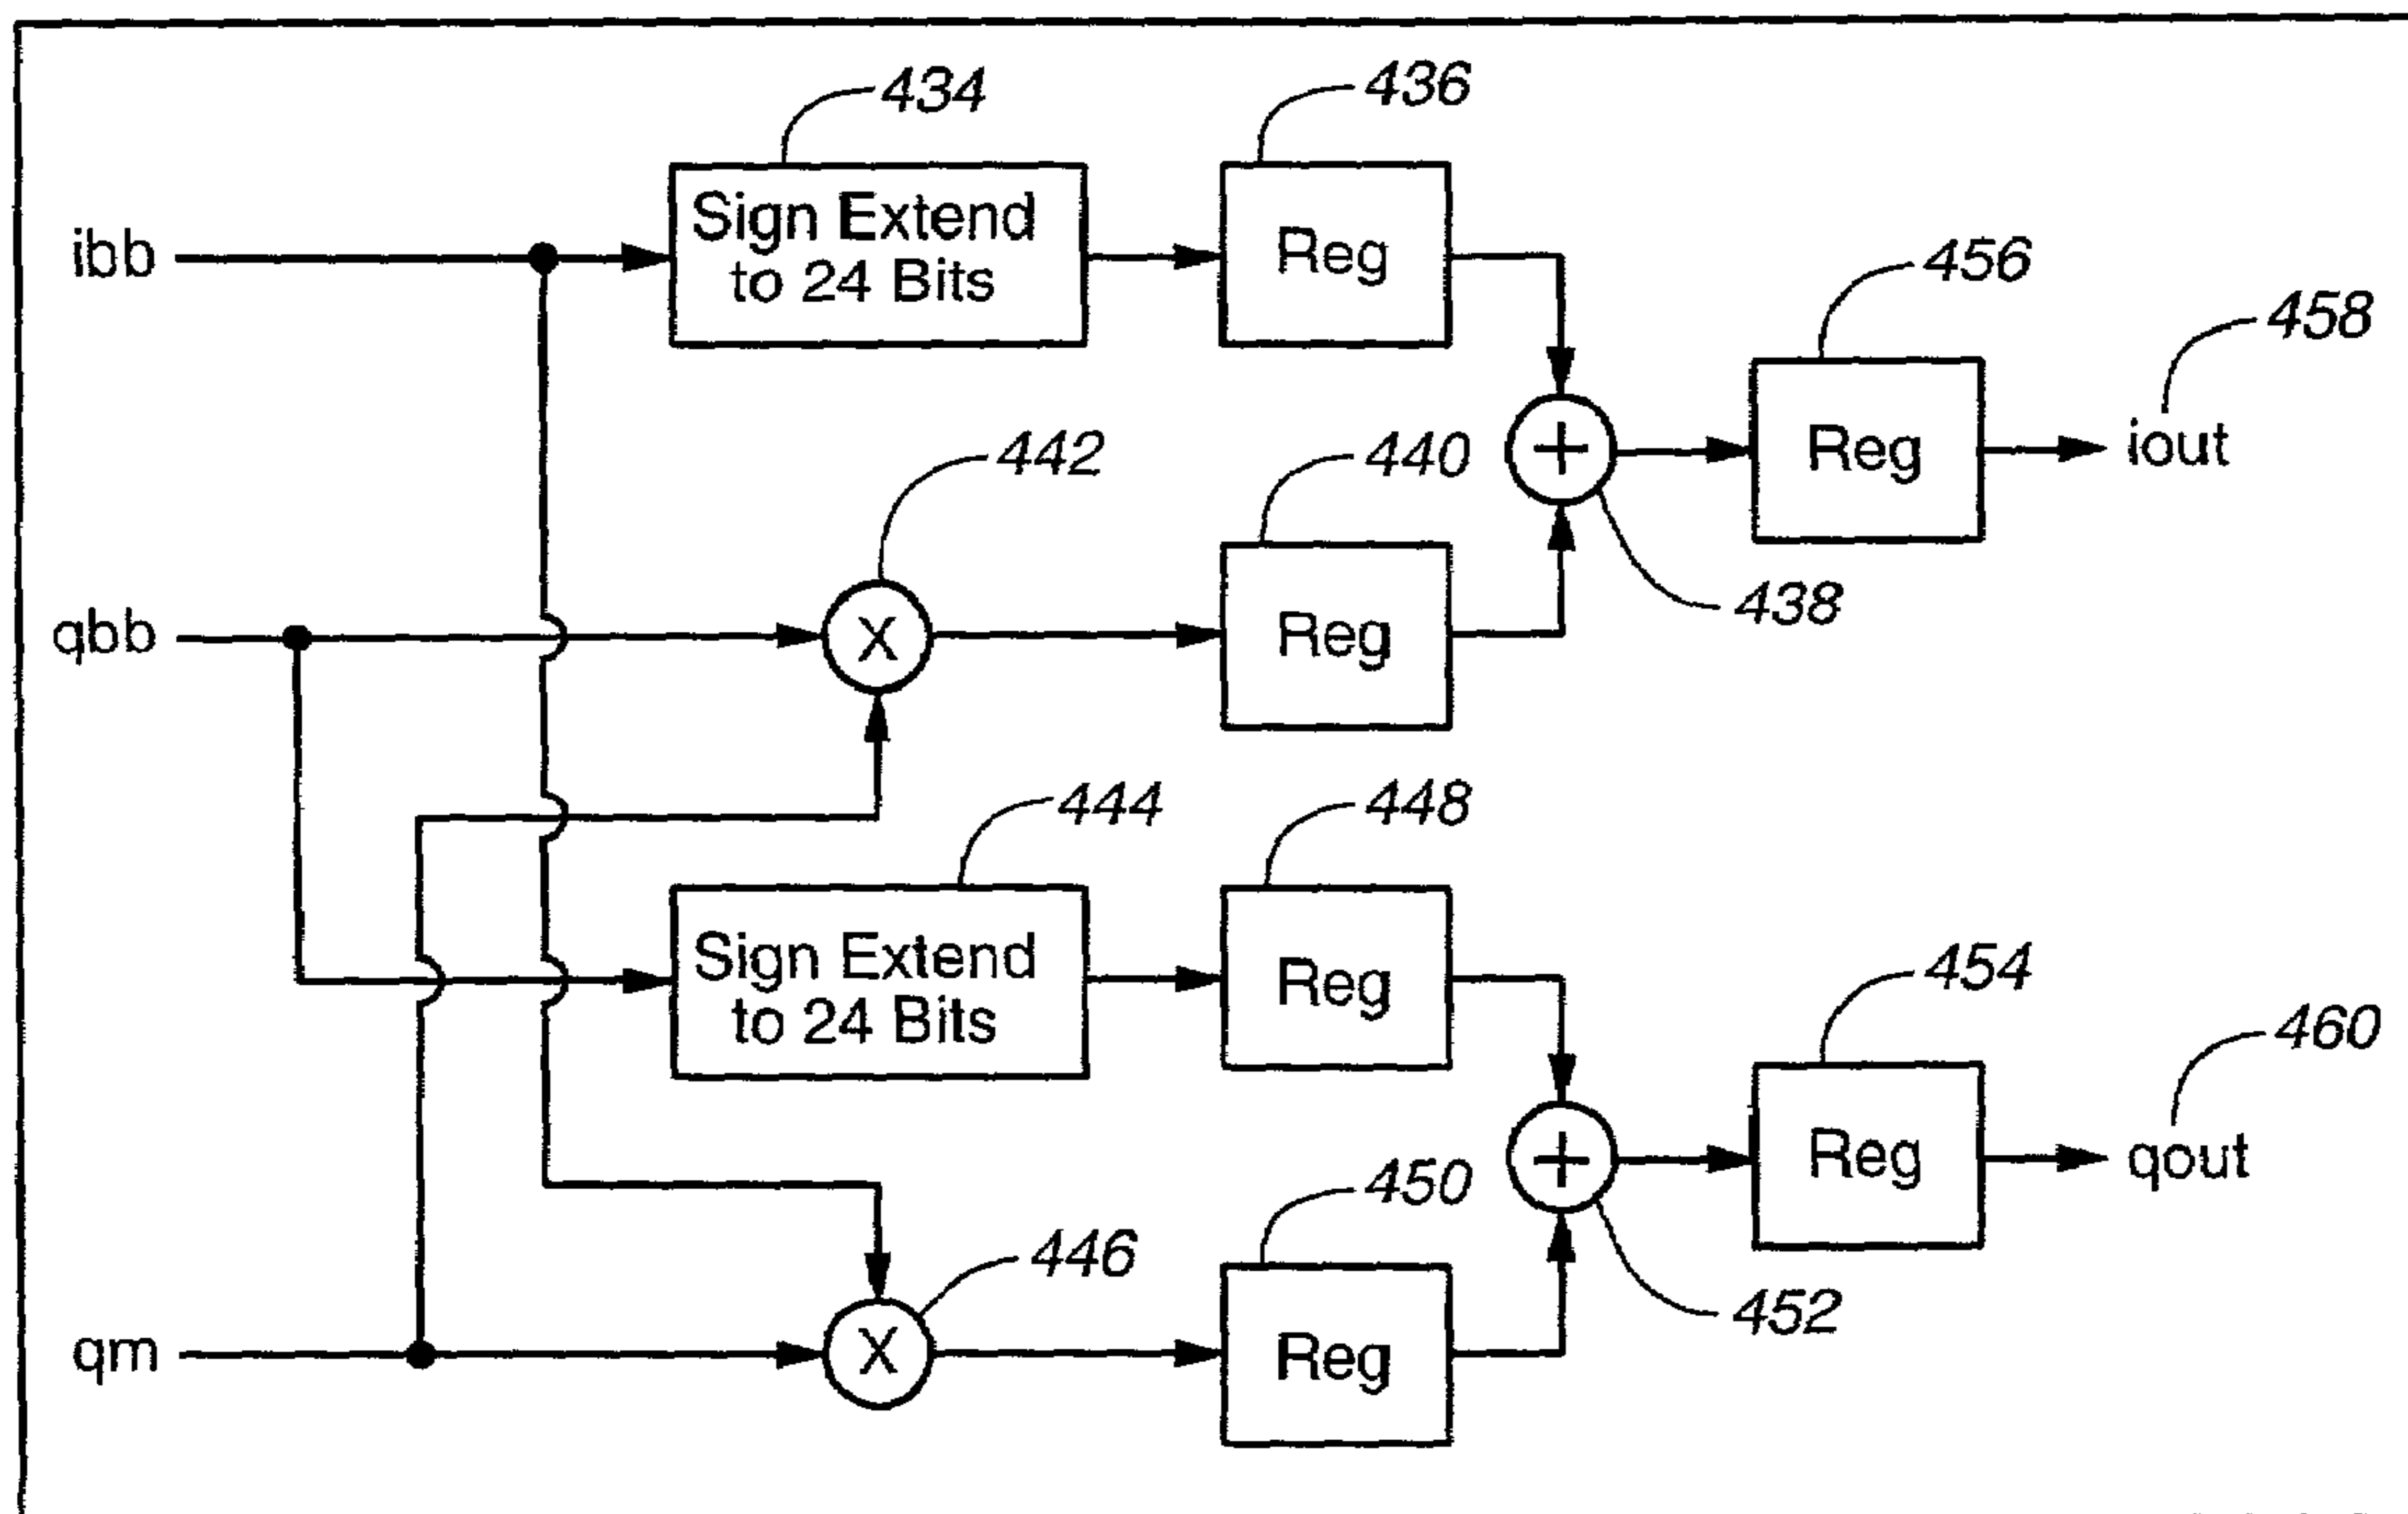 434
436
ibb
Sign Extend
to 24 Bits
Reg
456
458
442
440
Reg
iout
438
qbb
X
Reg
444
448
Sign Extend
to 24 Bits
Reg
454
460
450
Reg
qout
446
452
qm
X
Reg